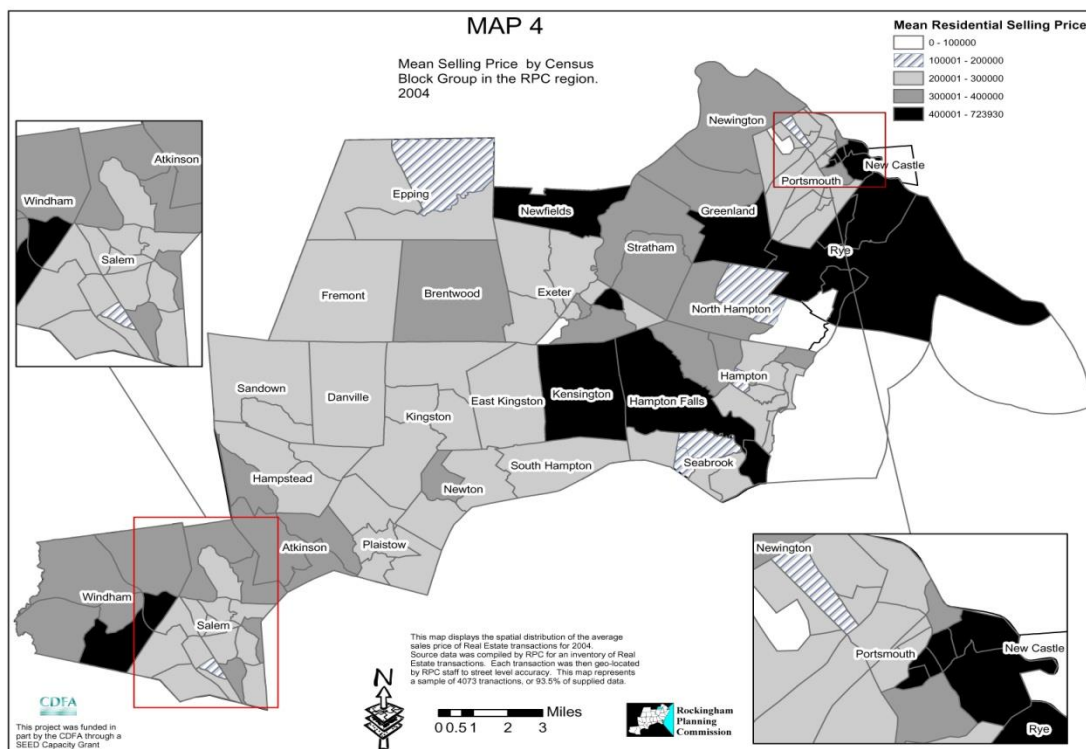 MAP 4
Mean Selling Price by Census
Block Group in the RPC region.
2004
Mean Residential Selling Price
0 - 100000
100001 - 200000
200001 - 300000
300001 - 400000
400001 - 723930
Atkinson
Windham
Salem
Newington
New Castle
Portsmouth
Epping
Newfields
Greenland
Rye
Stratham
Fremont
Brentwood
Exeter
North Hampton
Hampton
Sandown
Danville
Kingston
East Kingston
Kensington
Hampton Falls
Seabrook
South Hampton
Hampstead
Newton
Atkinson
Plaistow
Windham
Salem
Newington
Portsmouth
New Castle
Rye
This map displays the spatial distribution of the average
sales price of Real Estate transactions for 2004.
Source data was compiled by RPC for an inventory of Real
Estate transactions. Each transaction was then geo-located
by RPC staff to street level accuracy. This map represents
a sample of 4073 tranactions, or 93.5% of supplied data.
CDFA
This project was funded in
part by the CDFA through a
SEED Capacity Grant
N
Miles
0 0.5 1 2 3
Rockingham
Planning
Commission